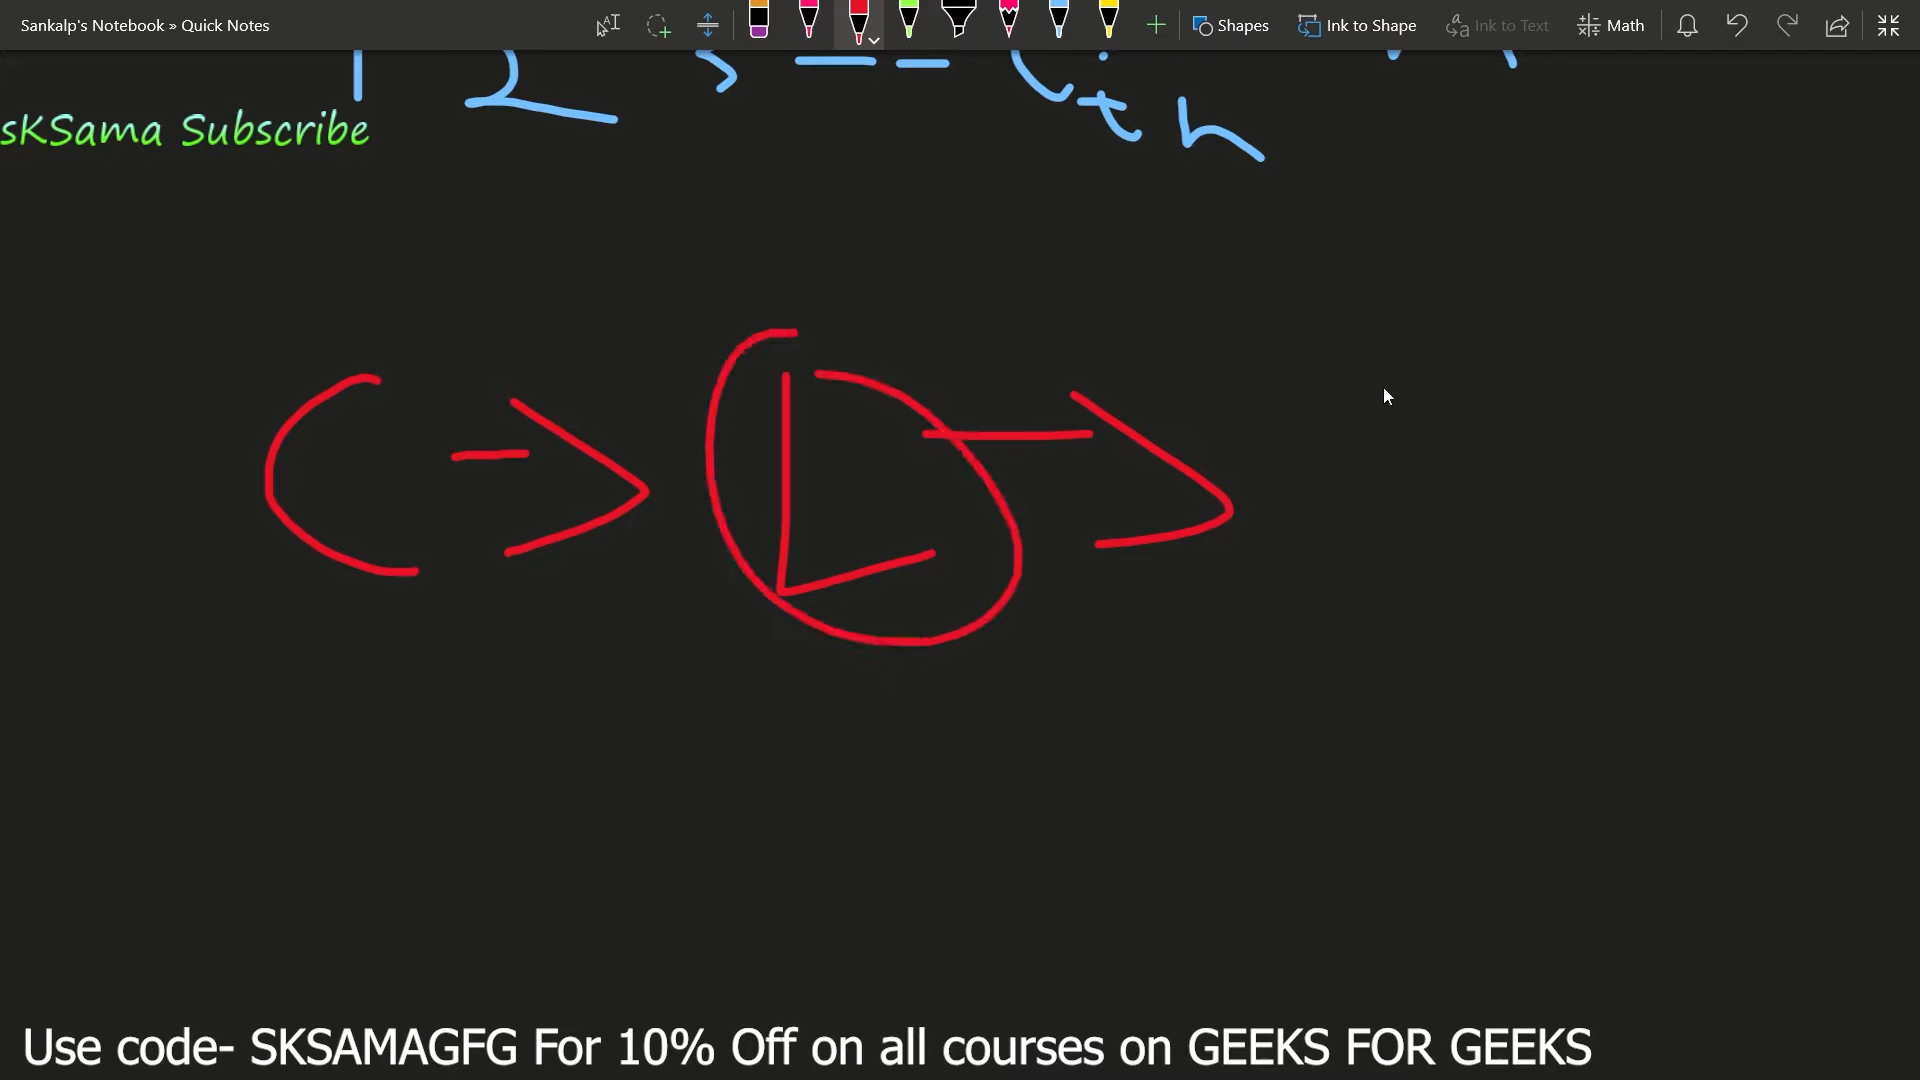 Sankalp's Notebook » Quick Notes
Shapes
Ink to Shape
Ink to Text
Math
sKSama Subscribe
th
C -> L ->
Use code- SKSAMAGFG For 10% Off on all courses on GEEKS FOR GEEKS